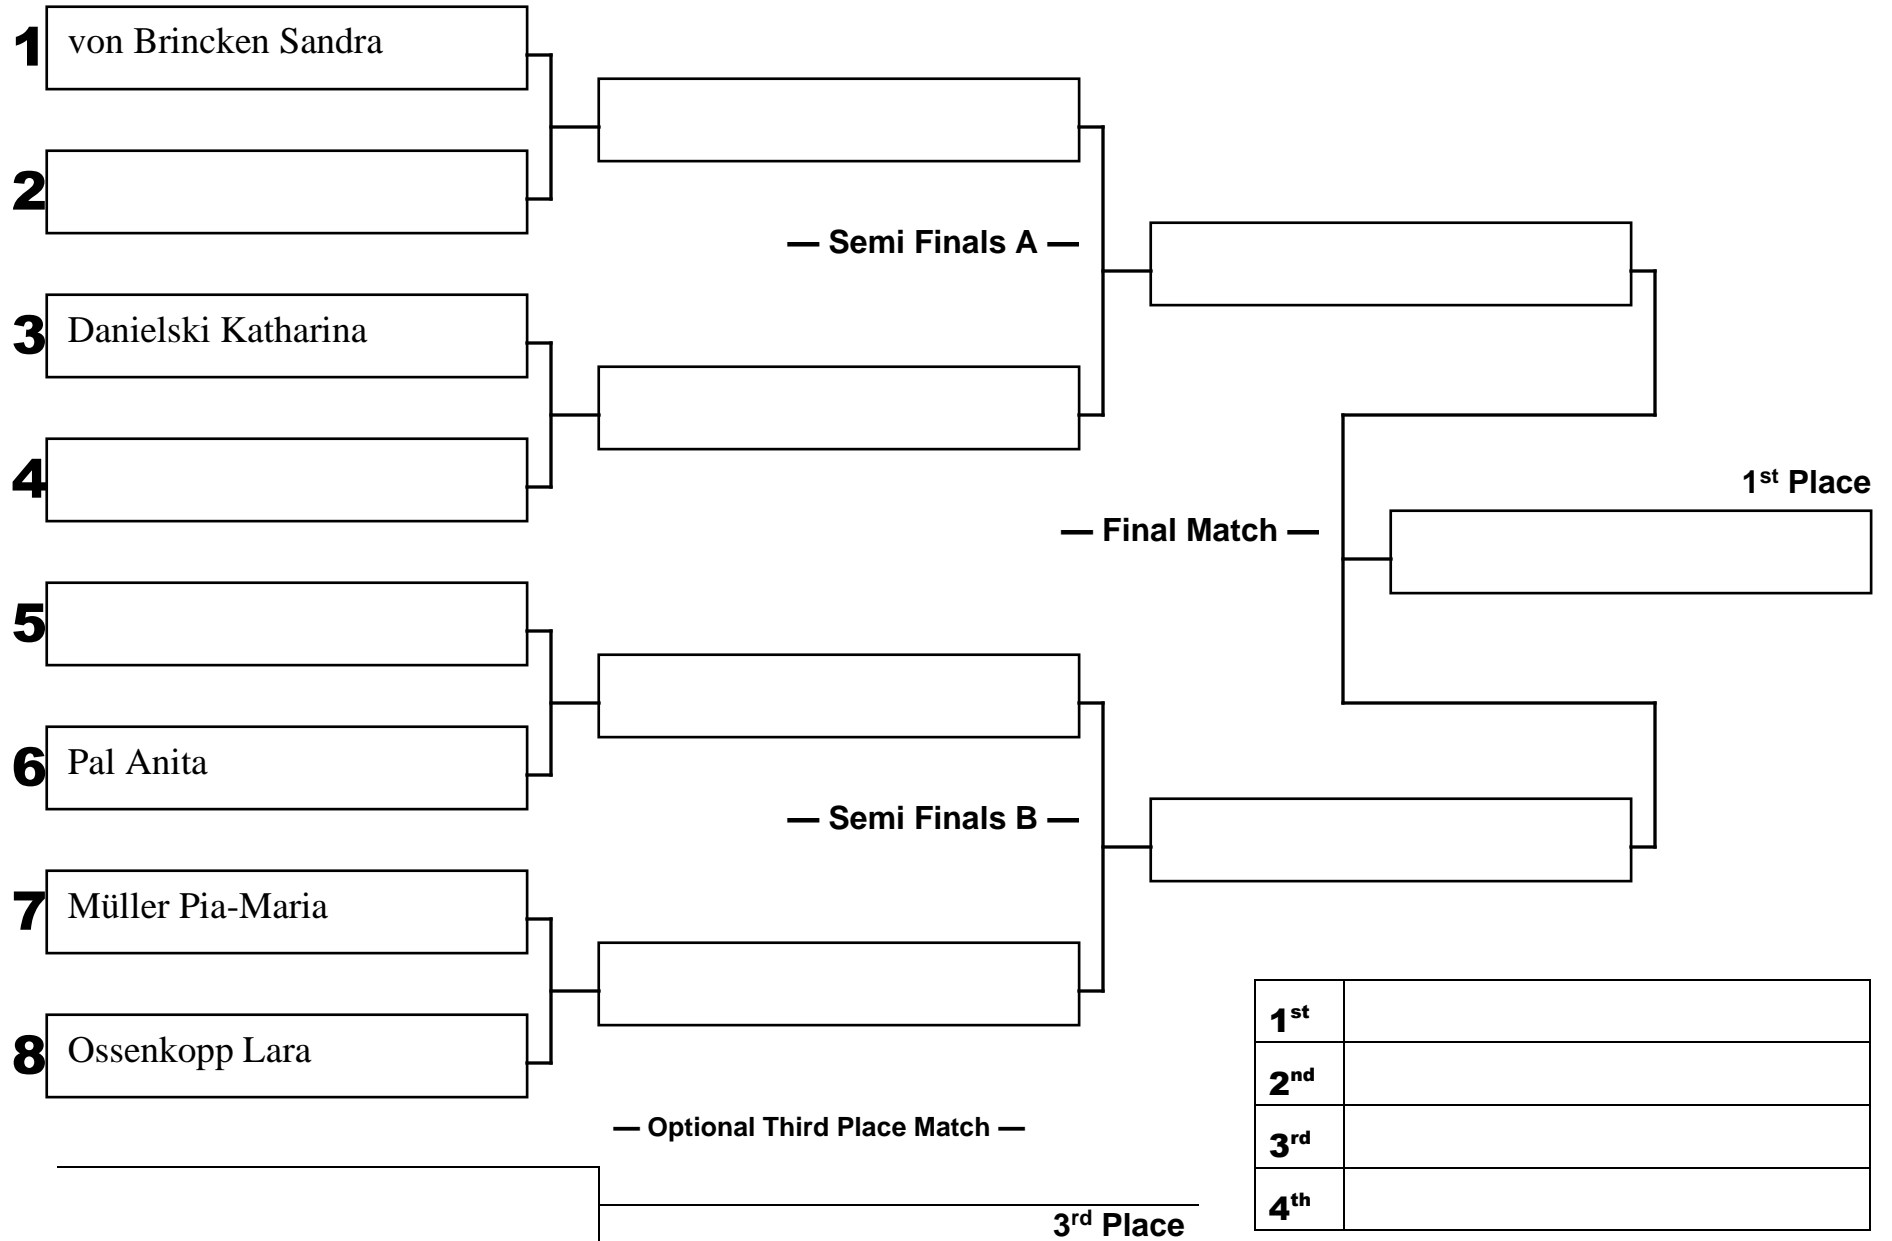 1 von Brincken Sandra
2
— Semi Finals A —
3 Danielski Katharina
4
1st Place
— Final Match —
5
6 Pal Anita
— Semi Finals B —
7 Müller Pia-Maria
8 Ossenkopp Lara
1st
2nd
3rd
4th
— Optional Third Place Match —
3rd Place